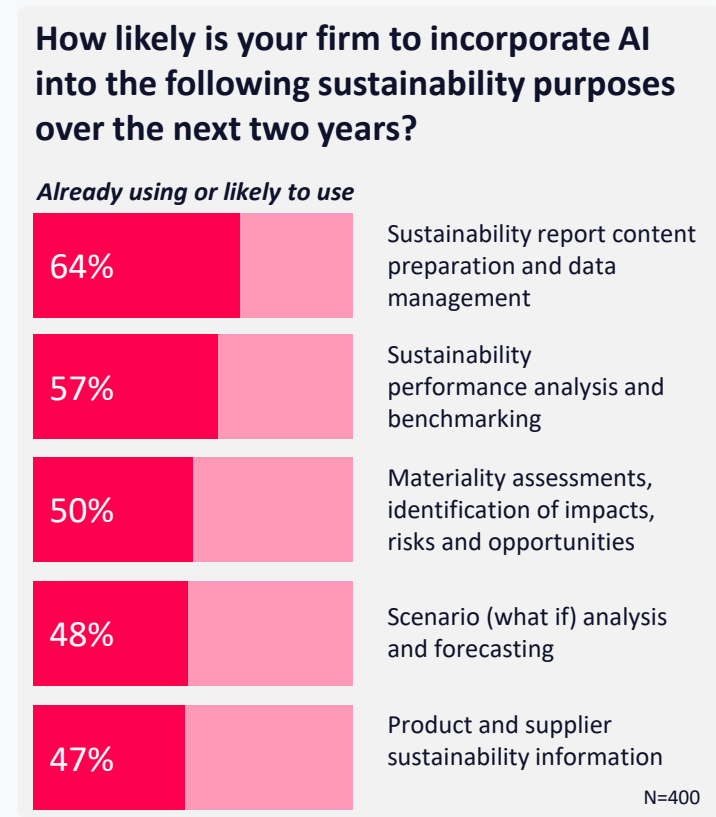 How likely is your firm to incorporate AI
into the following sustainability purposes
over the next two years?
Already using or likely to use
64%
Sustainability report content
preparation and data
management
57%
Sustainability
performance analysis and
benchmarking
50%
Materiality assessments,
identification of impacts,
risks and opportunities
48%
Scenario (what if) analysis
and forecasting
47%
Product and supplier
sustainability information
N=400